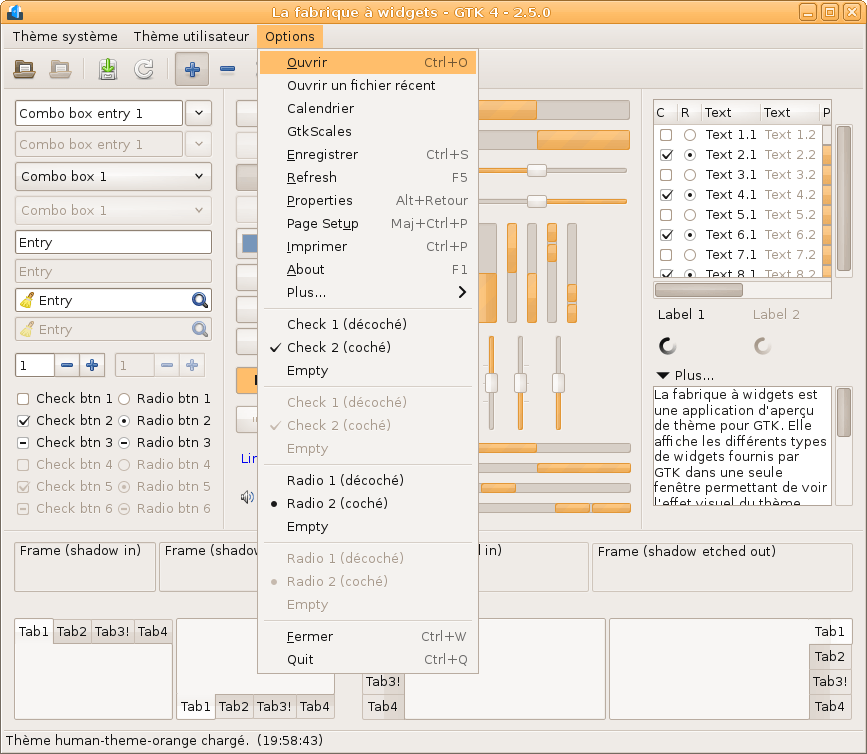 La fabrique à widgets - GTK 4 - 2.5.0
Thème système Thème utilisateur Options
Ouvrir Ctrl+O
Ouvrir un fichier récent
Calendrier
GtkScales
Enregistrer Ctrl+S
Refresh F5
Properties Alt+Retour
Page Setup Maj+Ctrl+P
Imprimer Ctrl+P
About F1
Plus...
Check 1 (décoché)
Check 2 (coché)
Empty
Check 1 (décoché)
Check 2 (coché)
Empty
Radio 1 (décoché)
Radio 2 (coché)
Empty
Radio 1 (décoché)
Radio 2 (coché)
Empty
Fermer Ctrl+W
Quit Ctrl+Q
Combo box entry 1
Combo box entry 1
Combo box 1
Combo box 1
Entry
Entry
Entry
Entry
1 1
Check btn 1 Radio btn 1
Check btn 2 Radio btn 2
Check btn 3 Radio btn 3
Check btn 4 Radio btn 4
Check btn 5 Radio btn 5
Check btn 6 Radio btn 6
C R Text Text P
Text 1.1 Text 1.2
Text 2.1 Text 2.2
Text 3.1 Text 3.2
Text 4.1 Text 4.2
Text 5.1 Text 5.2
Text 6.1 Text 6.2
Text 7.1 Text 7.2
Text 8.1 Text 8.2
Label 1 Label 2
Plus...
La fabrique à widgets est
une application d'aperçu
de thème pour GTK. Elle
affiche les différents types
de widgets fournis par
GTK dans une seule
fenêtre permettant de voir
l'effet visuel du thème
Frame (shadow in) Frame (shadow in) Frame (shadow etched out)
Tab1 Tab2 Tab3! Tab4
Tab1 Tab2 Tab3! Tab4
Tab3!
Tab4
Tab1
Tab2
Tab3!
Tab4
Thème human-theme-orange chargé. (19:58:43)